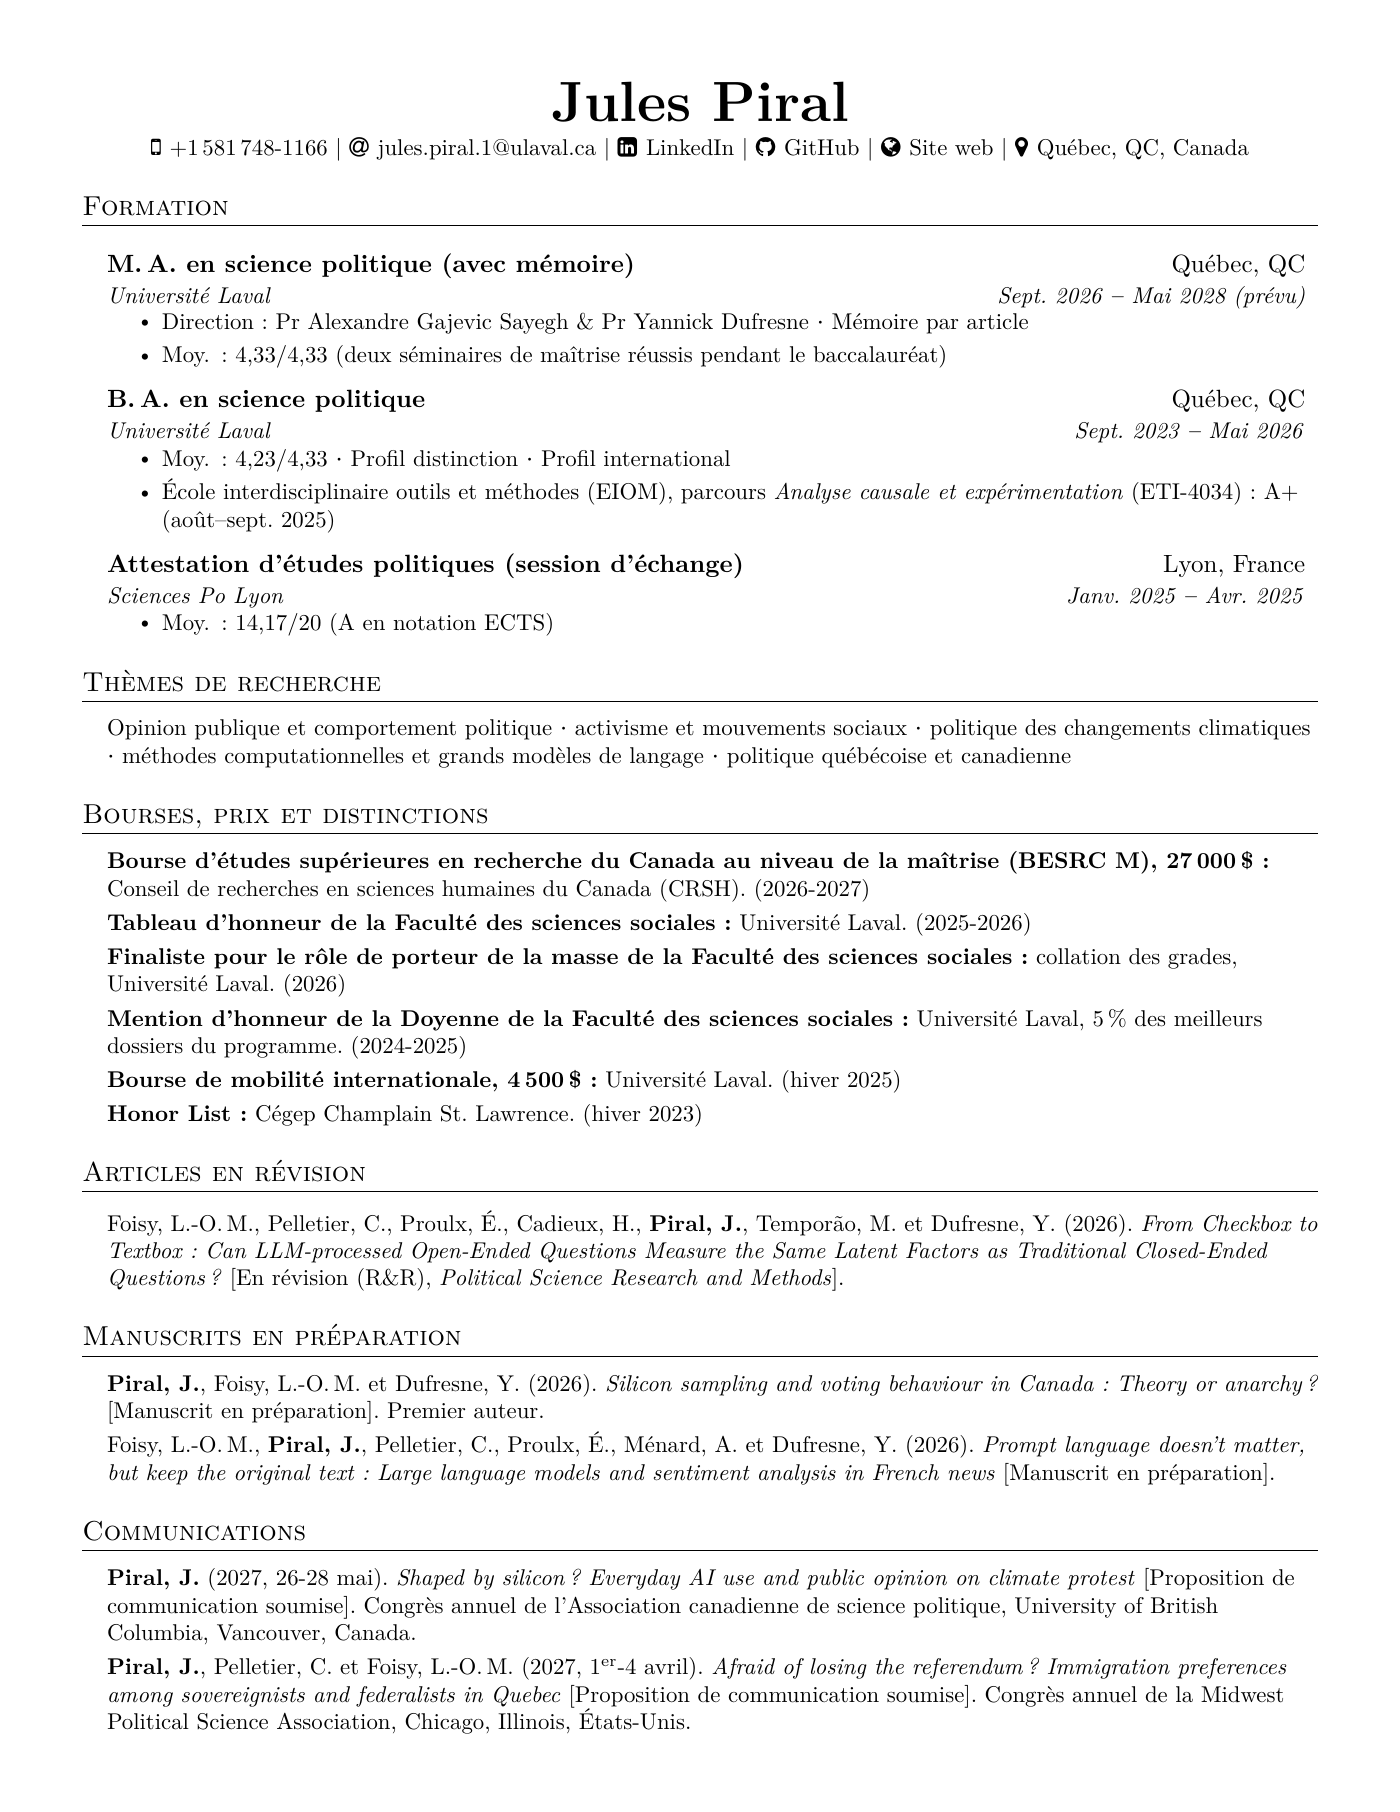 Jules Piral
+1 581 748-1166 | jules.piral.1@ulaval.ca | LinkedIn | GitHub | Site web | Québec, QC, Canada
Formation
M. A. en science politique (avec mémoire) Québec, QC
Université Laval Sept. 2026 – Mai 2028 (prévu)
• Direction : Pr Alexandre Gajevic Sayegh & Pr Yannick Dufresne · Mémoire par article
• Moy. : 4,33/4,33 (deux séminaires de maîtrise réussis pendant le baccalauréat)
B. A. en science politique Québec, QC
Université Laval Sept. 2023 – Mai 2026
• Moy. : 4,23/4,33 · Profil distinction · Profil international
• École interdisciplinaire outils et méthodes (EIOM), parcours Analyse causale et expérimentation (ETI-4034) : A+
(août–sept. 2025)
Attestation d'études politiques (session d'échange) Lyon, France
Sciences Po Lyon Janv. 2025 – Avr. 2025
• Moy. : 14,17/20 (A en notation ECTS)
Thèmes de recherche
Opinion publique et comportement politique · activisme et mouvements sociaux · politique des changements climatiques
· méthodes computationnelles et grands modèles de langage · politique québécoise et canadienne
Bourses, prix et distinctions
Bourse d'études supérieures en recherche du Canada au niveau de la maîtrise (BESRC M), 27 000 $ :
Conseil de recherches en sciences humaines du Canada (CRSH). (2026-2027)
Tableau d'honneur de la Faculté des sciences sociales : Université Laval. (2025-2026)
Finaliste pour le rôle de porteur de la masse de la Faculté des sciences sociales : collation des grades,
Université Laval. (2026)
Mention d'honneur de la Doyenne de la Faculté des sciences sociales : Université Laval, 5 % des meilleurs
dossiers du programme. (2024-2025)
Bourse de mobilité internationale, 4 500 $ : Université Laval. (hiver 2025)
Honor List : Cégep Champlain St. Lawrence. (hiver 2023)
Articles en révision
Foisy, L.-O. M., Pelletier, C., Proulx, É., Cadieux, H., Piral, J., Temporão, M. et Dufresne, Y. (2026). From Checkbox to
Textbox : Can LLM-processed Open-Ended Questions Measure the Same Latent Factors as Traditional Closed-Ended
Questions ? [En révision (R&R), Political Science Research and Methods].
Manuscrits en préparation
Piral, J., Foisy, L.-O. M. et Dufresne, Y. (2026). Silicon sampling and voting behaviour in Canada : Theory or anarchy ?
[Manuscrit en préparation]. Premier auteur.
Foisy, L.-O. M., Piral, J., Pelletier, C., Proulx, É., Ménard, A. et Dufresne, Y. (2026). Prompt language doesn't matter,
but keep the original text : Large language models and sentiment analysis in French news [Manuscrit en préparation].
Communications
Piral, J. (2027, 26-28 mai). Shaped by silicon ? Everyday AI use and public opinion on climate protest [Proposition de
communication soumise]. Congrès annuel de l'Association canadienne de science politique, University of British
Columbia, Vancouver, Canada.
Piral, J., Pelletier, C. et Foisy, L.-O. M. (2027, 1er-4 avril). Afraid of losing the referendum ? Immigration preferences
among sovereignists and federalists in Quebec [Proposition de communication soumise]. Congrès annuel de la Midwest
Political Science Association, Chicago, Illinois, États-Unis.